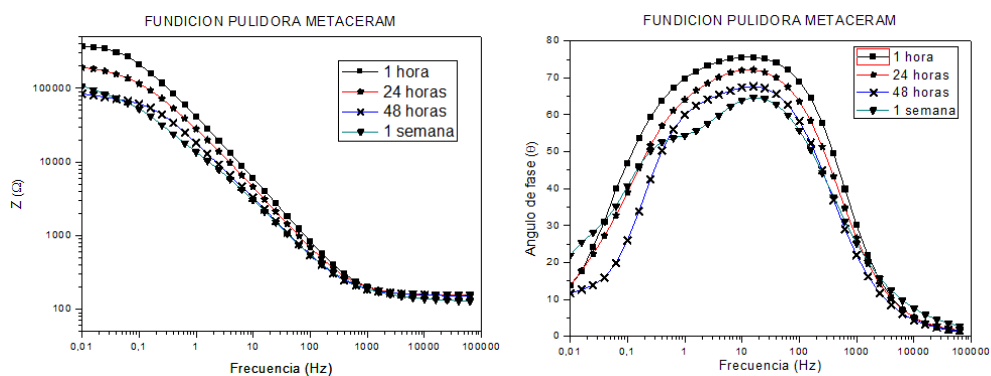 FUNDICION PULIDORA METACERAM
Z (Ω)
100000
10000
1000
100
1 hora
24 horas
48 horas
1 semana
0,01 0,1 1 10 100 1000 10000 100000
Frecuencia (Hz)
FUNDICION PULIDORA METACERAM
Angulo de fase (θ)
80
70
60
50
40
30
20
10
0
1 hora
24 horas
48 horas
1 semana
0,01 0,1 1 10 100 1000 10000 100000
Frecuencia (Hz)